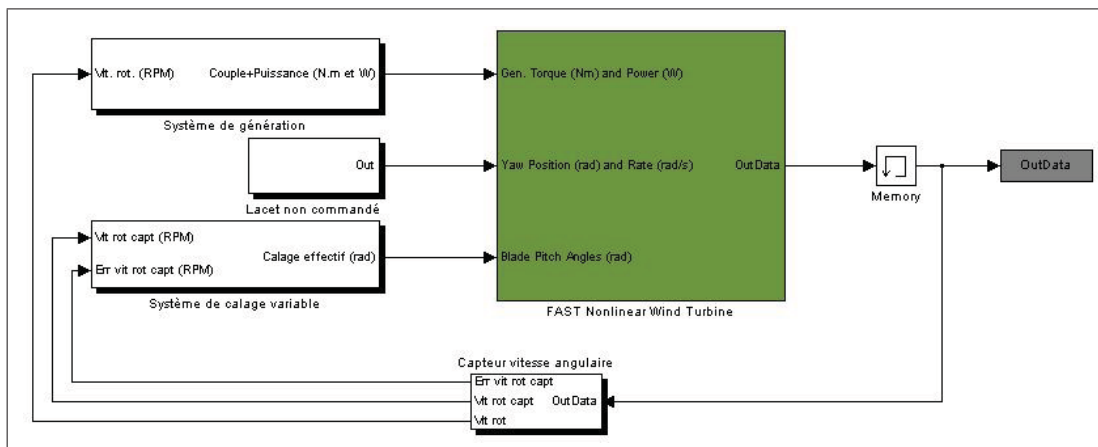 Vit. rot. (RPM)
Couple+Puissance (N.m et W)
Système de génération
Out
Lacet non commandé
Vit rot capt (RPM)
Err vit rot capt (RPM)
Calage effectif (rad)
Système de calage variable
Gen. Torque (Nm) and Power (W)
Yaw Position (rad) and Rate (rad/s)
OutData
Blade Pitch Angles (rad)
FAST Nonlinear Wind Turbine
Memory
OutData
Capteur vitesse angulaire
Err vit rot capt
Vit rot capt
OutData
Vit rot